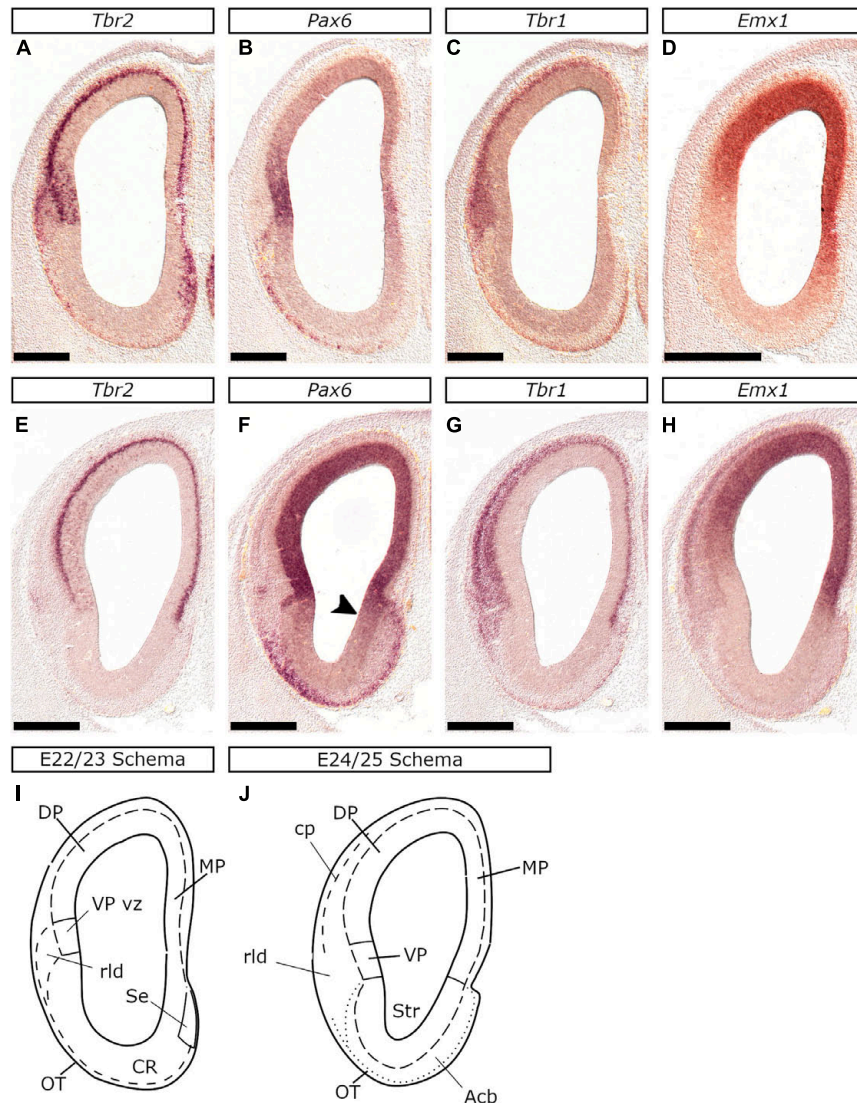 Tbr2
Pax6
Tbr1
Emx1
A
B
C
D
Tbr2
Pax6
Tbr1
Emx1
E
F
G
H
E22/23 Schema
E24/25 Schema
I
J
DP
MP
VP vz
rld
Se
CR
OT
DP
cp
MP
rld
VP
Str
OT
Acb